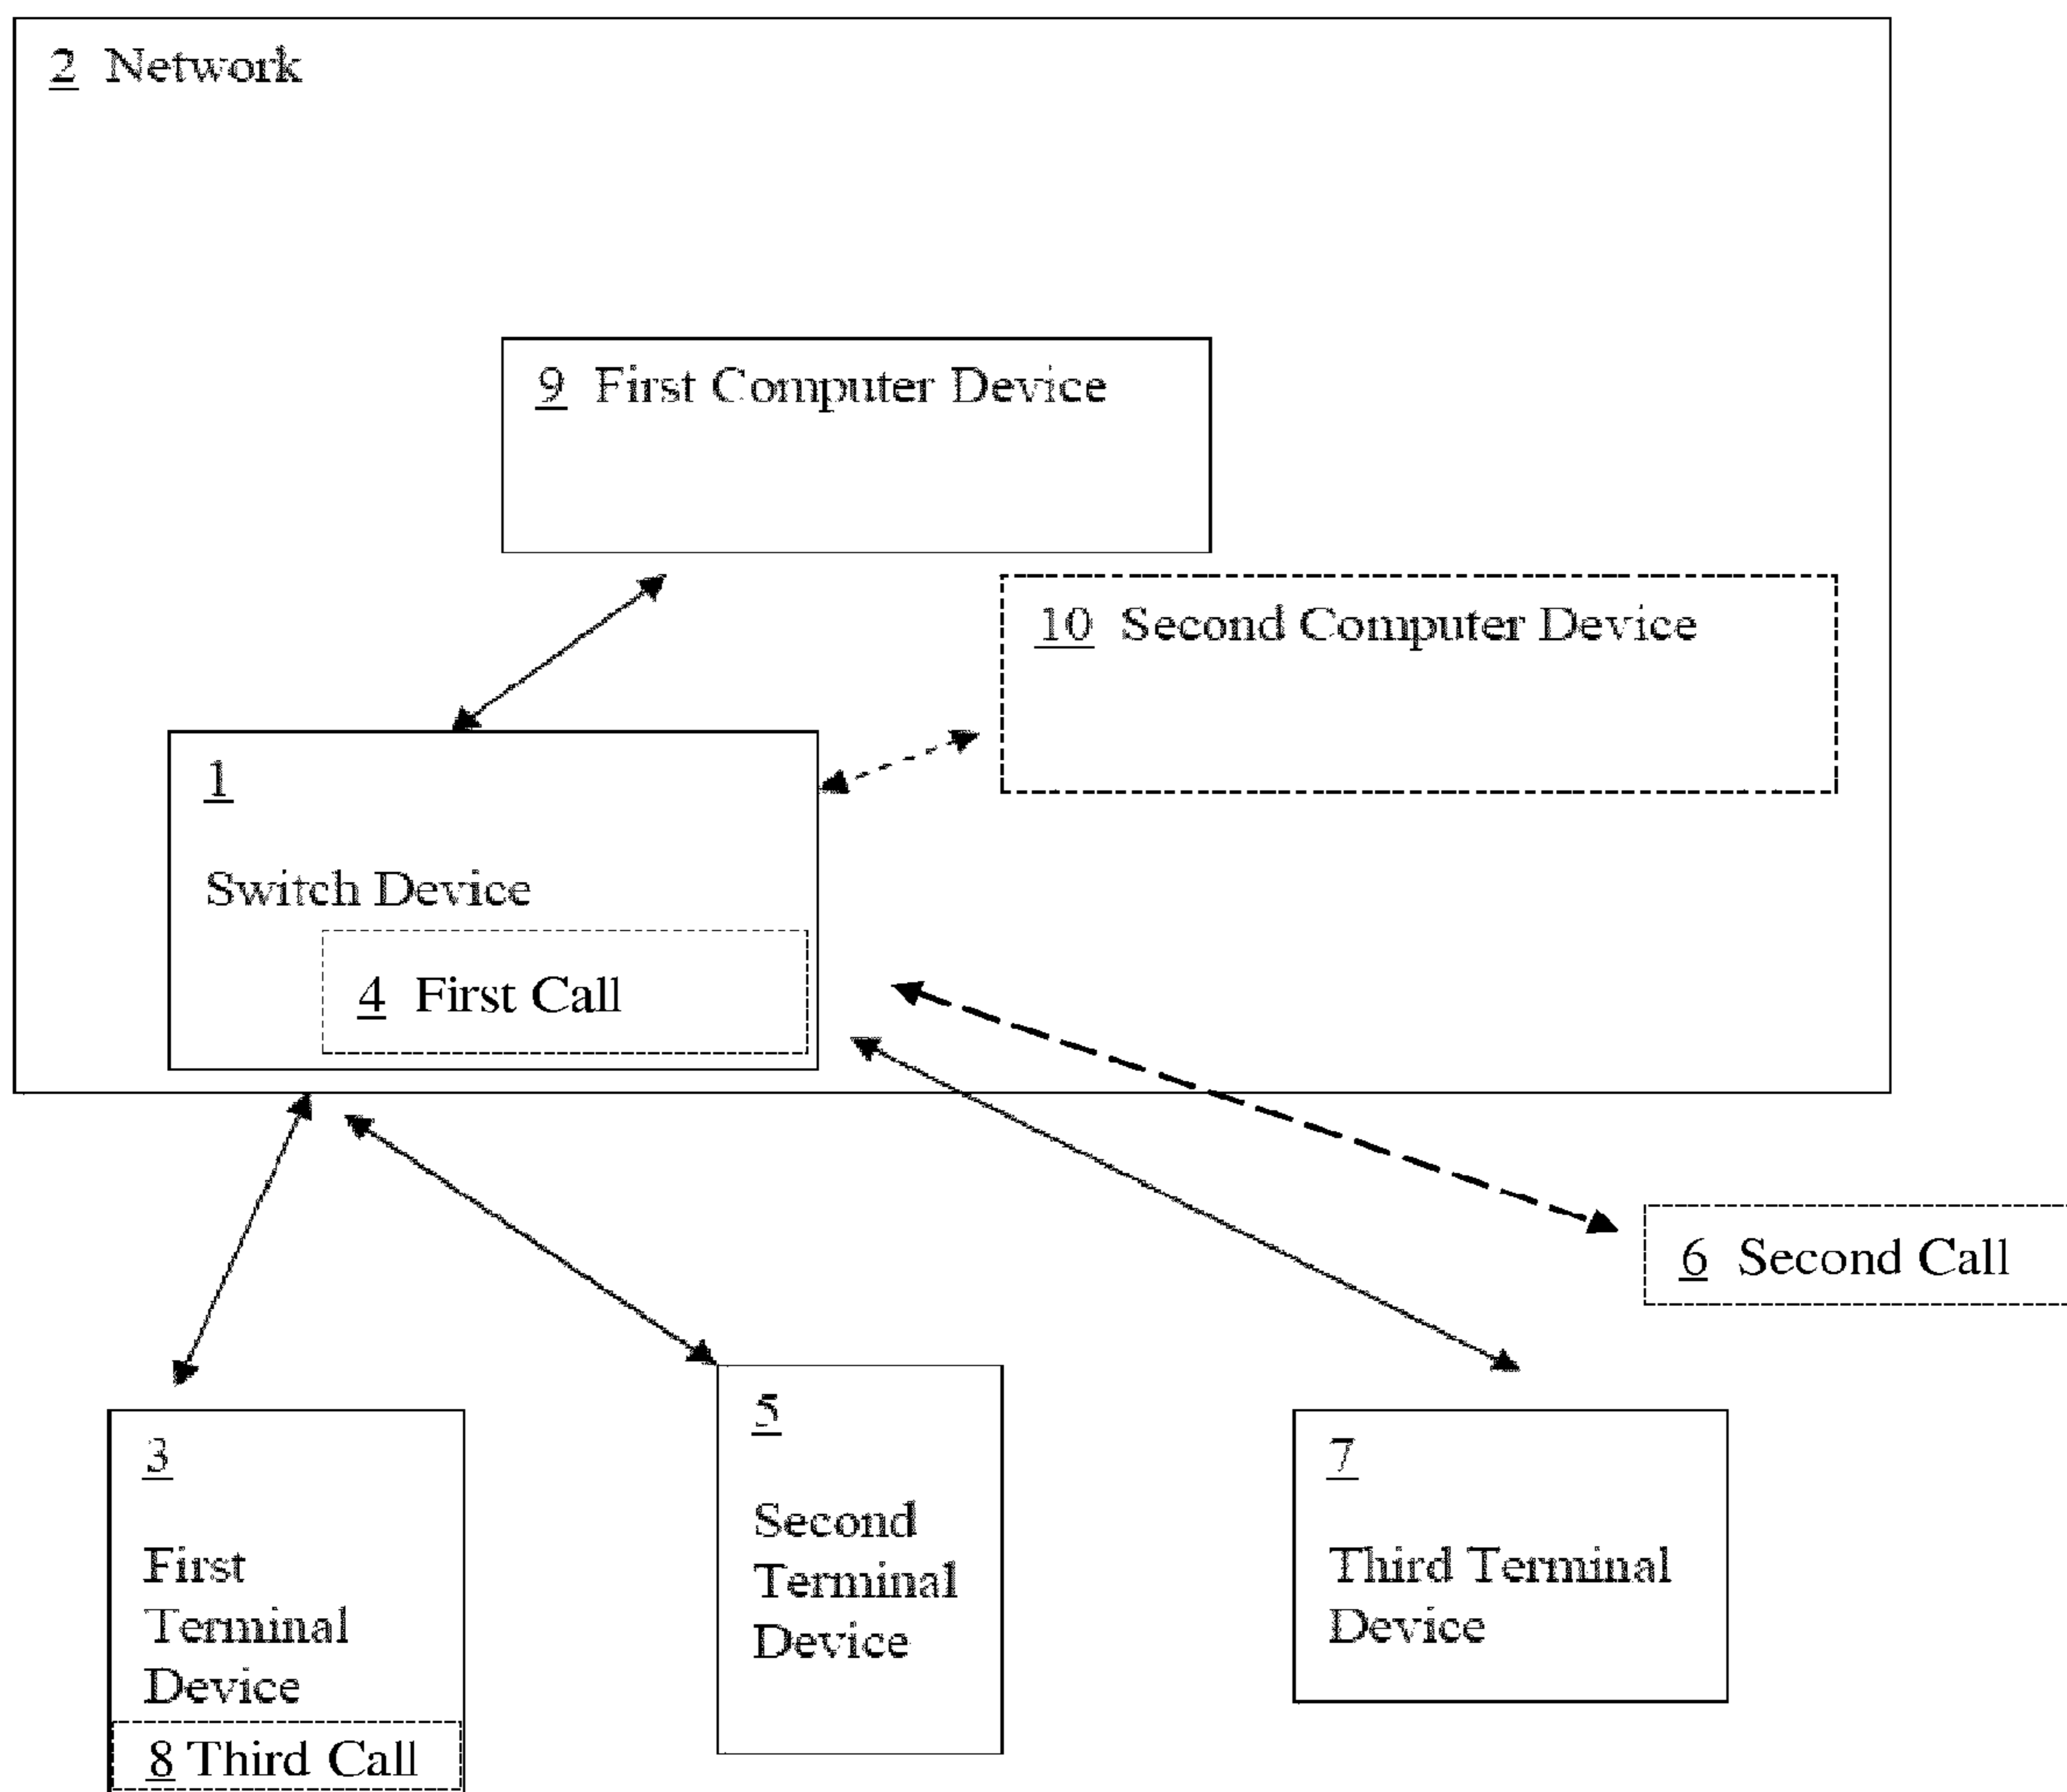 2 Network
9 First Computer Device
10 Second Computer Device
1
Switch Device
4 First Call
6 Second Call
3
First
Terminal
Device
8 Third Call
5
Second
Terminal
Device
7
Third Terminal
Device